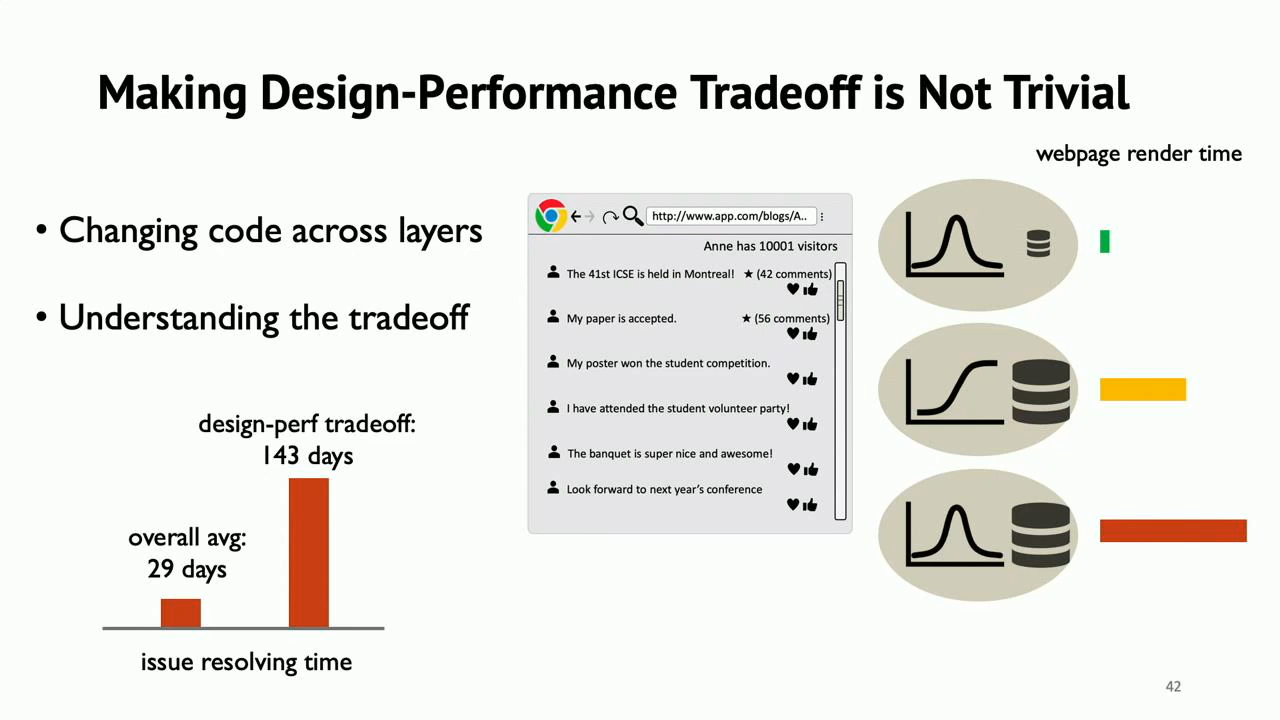 Making Design-Performance Tradeoff is Not Trivial
webpage render time
• Changing code across layers
• Understanding the tradeoff
design-perf tradeoff:
143 days
overall avg:
29 days
issue resolving time
http://www.app.com/blogs/A..
Anne has 10001 visitors
The 41st ICSE is held in Montreal! ★ (42 comments)
My paper is accepted. ★ (56 comments)
My poster won the student competition.
I have attended the student volunteer party!
The banquet is super nice and awesome!
Look forward to next year's conference
42